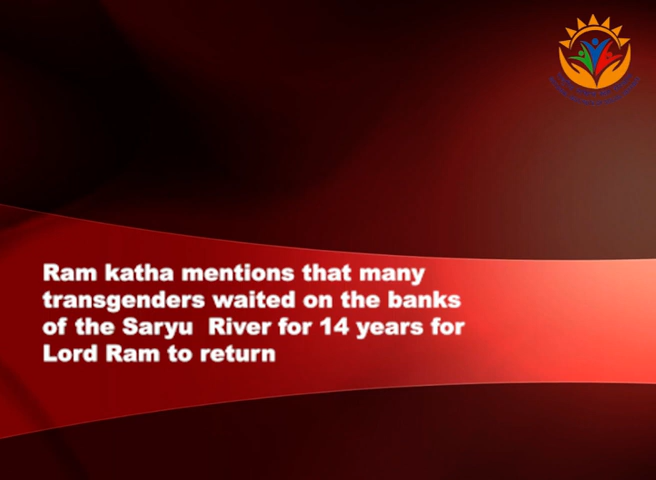 Ram katha mentions that many
transgenders waited on the banks
of the Saryu River for 14 years for
Lord Ram to return